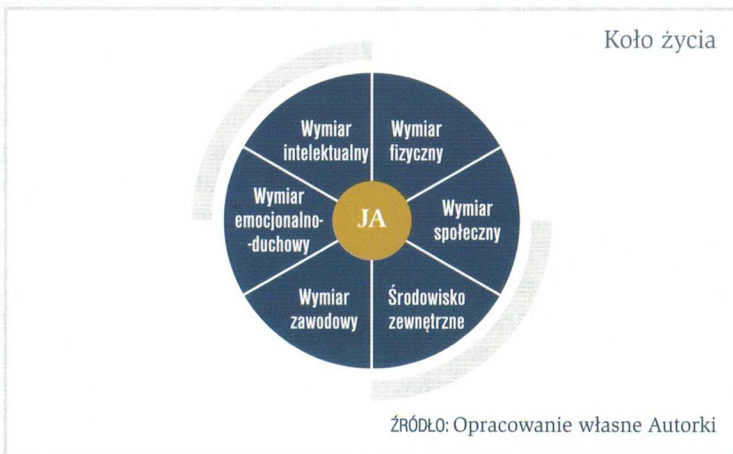 Koło życia
Wymiar
intelektualny
Wymiar
fizyczny
Wymiar
emocjonalno-
-duchowy
JA
Wymiar
społeczny
Wymiar
zawodowy
Środowisko
zewnętrzne
ŹRÓDŁO: Opracowanie własne Autorki